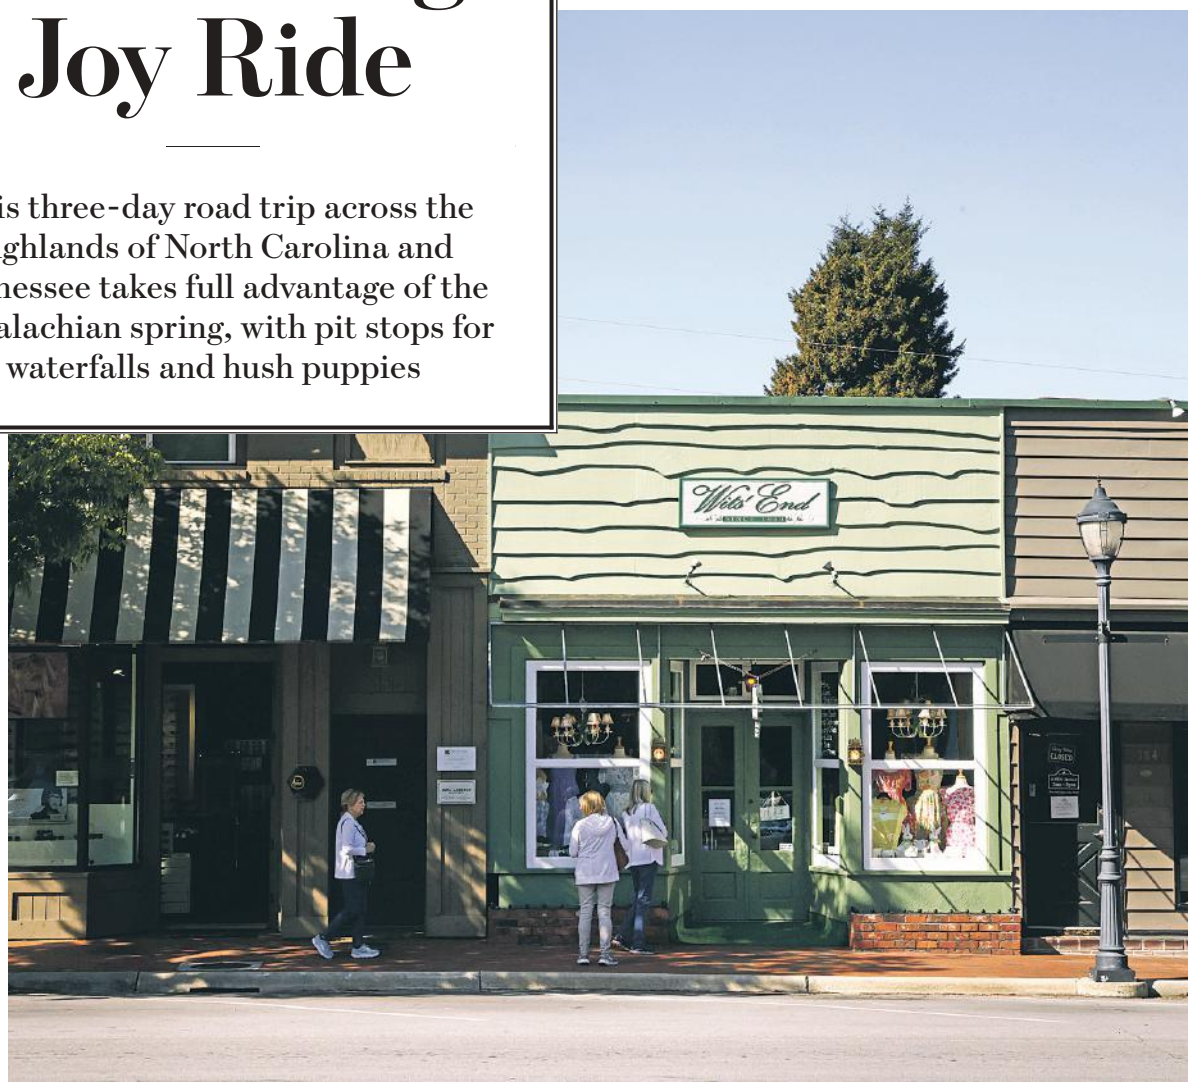 Joy Ride
is three-day road trip across the
ghlands of North Carolina and
nessee takes full advantage of the
alachian spring, with pit stops for
waterfalls and hush puppies
Wits' End
SINCE
CLOSED